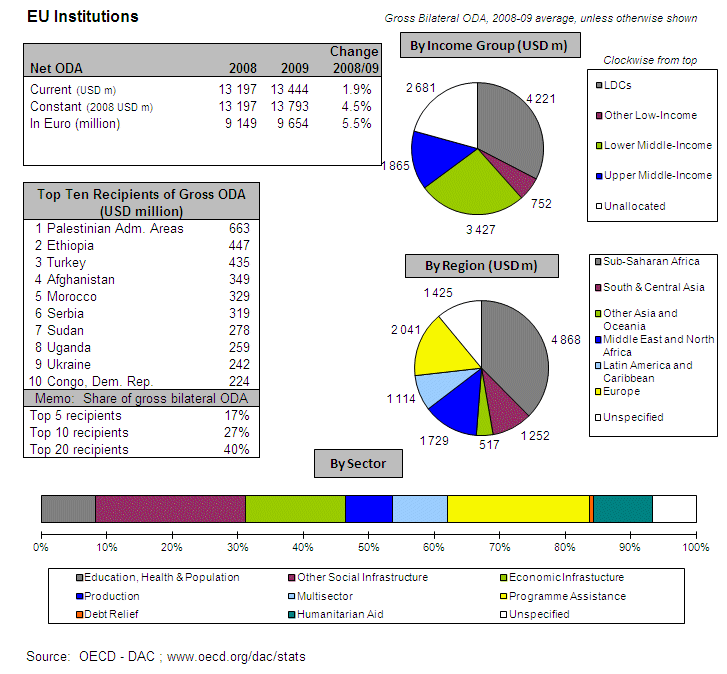 EU Institutions
Gross Bilateral ODA, 2008-09 average, unless otherwise shown
Net ODA 2008 2009 Change 2008/09
Current (USD m) 13 197 13 444 1.9%
Constant (2008 USD m) 13 197 13 793 4.5%
In Euro (million) 9 149 9 654 5.5%
By Income Group (USD m)
Clockwise from top
2 681
4 221
1 865
752
3 427
LDCs
Other Low-Income
Lower Middle-Income
Upper Middle-Income
Unallocated
Top Ten Recipients of Gross ODA
(USD million)
1 Palestinian Adm. Areas 663
2 Ethiopia 447
3 Turkey 435
4 Afghanistan 349
5 Morocco 329
6 Serbia 319
7 Sudan 278
8 Uganda 259
9 Ukraine 242
10 Congo, Dem. Rep. 224
Memo: Share of gross bilateral ODA
Top 5 recipients 17%
Top 10 recipients 27%
Top 20 recipients 40%
By Region (USD m)
1 425
2 041
4 868
1 114
1 729
517
1 252
Sub-Saharan Africa
South & Central Asia
Other Asia and
Oceania
Middle East and North
Africa
Latin America and
Caribbean
Europe
Unspecified
By Sector
0% 10% 20% 30% 40% 50% 60% 70% 80% 90% 100%
Education, Health & Population Other Social Infrastructure Economic Infrastucture
Production Multisector Programme Assistance
Debt Relief Humanitarian Aid Unspecified
Source: OECD - DAC ; www.oecd.org/dac/stats